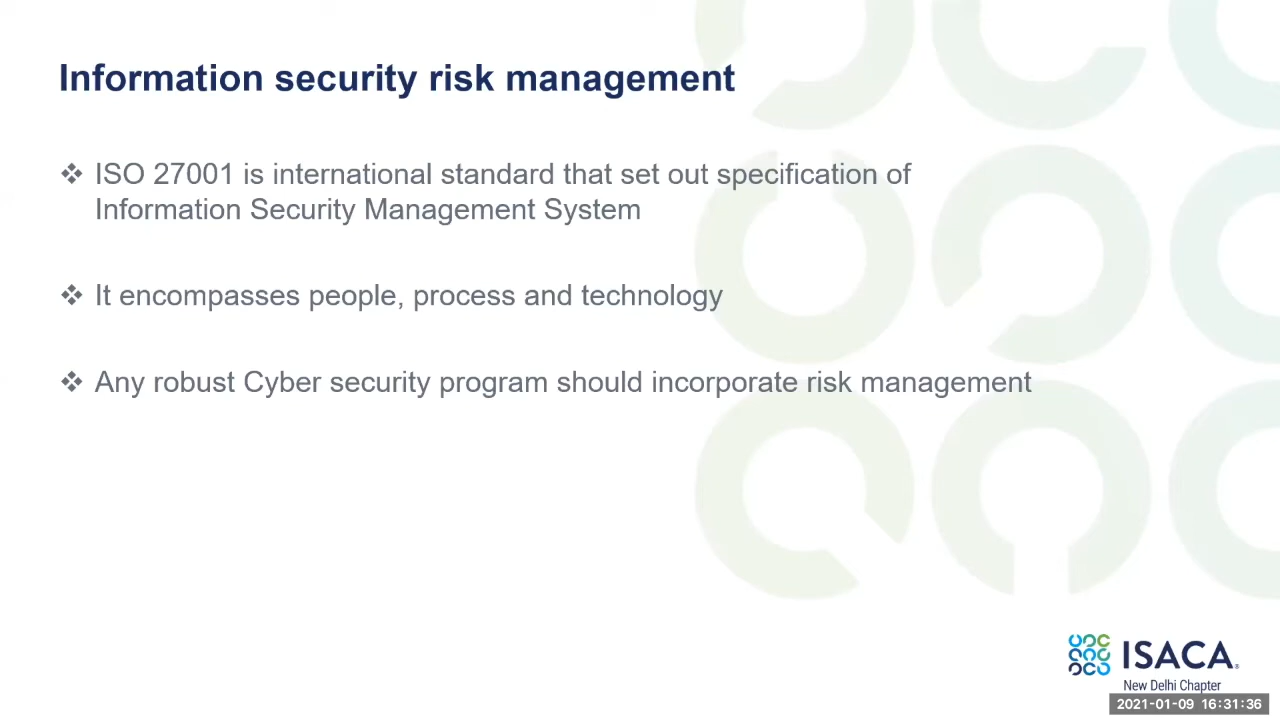 Information security risk management
❖ ISO 27001 is international standard that set out specification of
Information Security Management System
❖ It encompasses people, process and technology
❖ Any robust Cyber security program should incorporate risk management
ISACA®
New Delhi Chapter
2021-01-09 16:31:36